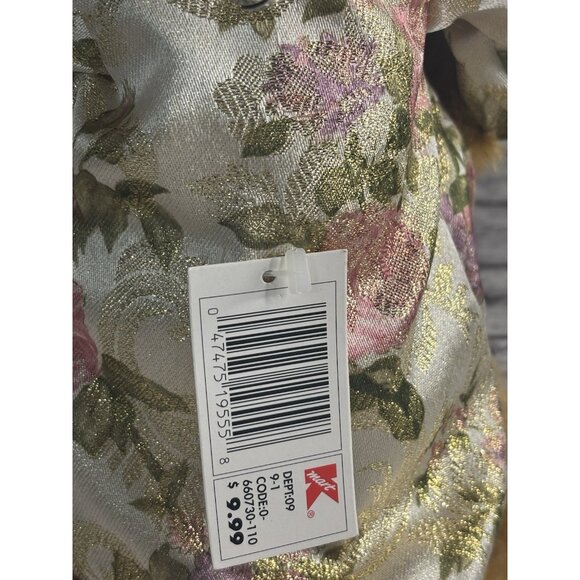 0 47475 19555 8
Kmart®
DEPT:09
9-1
CODE:0-
660730-110
$ 9.99